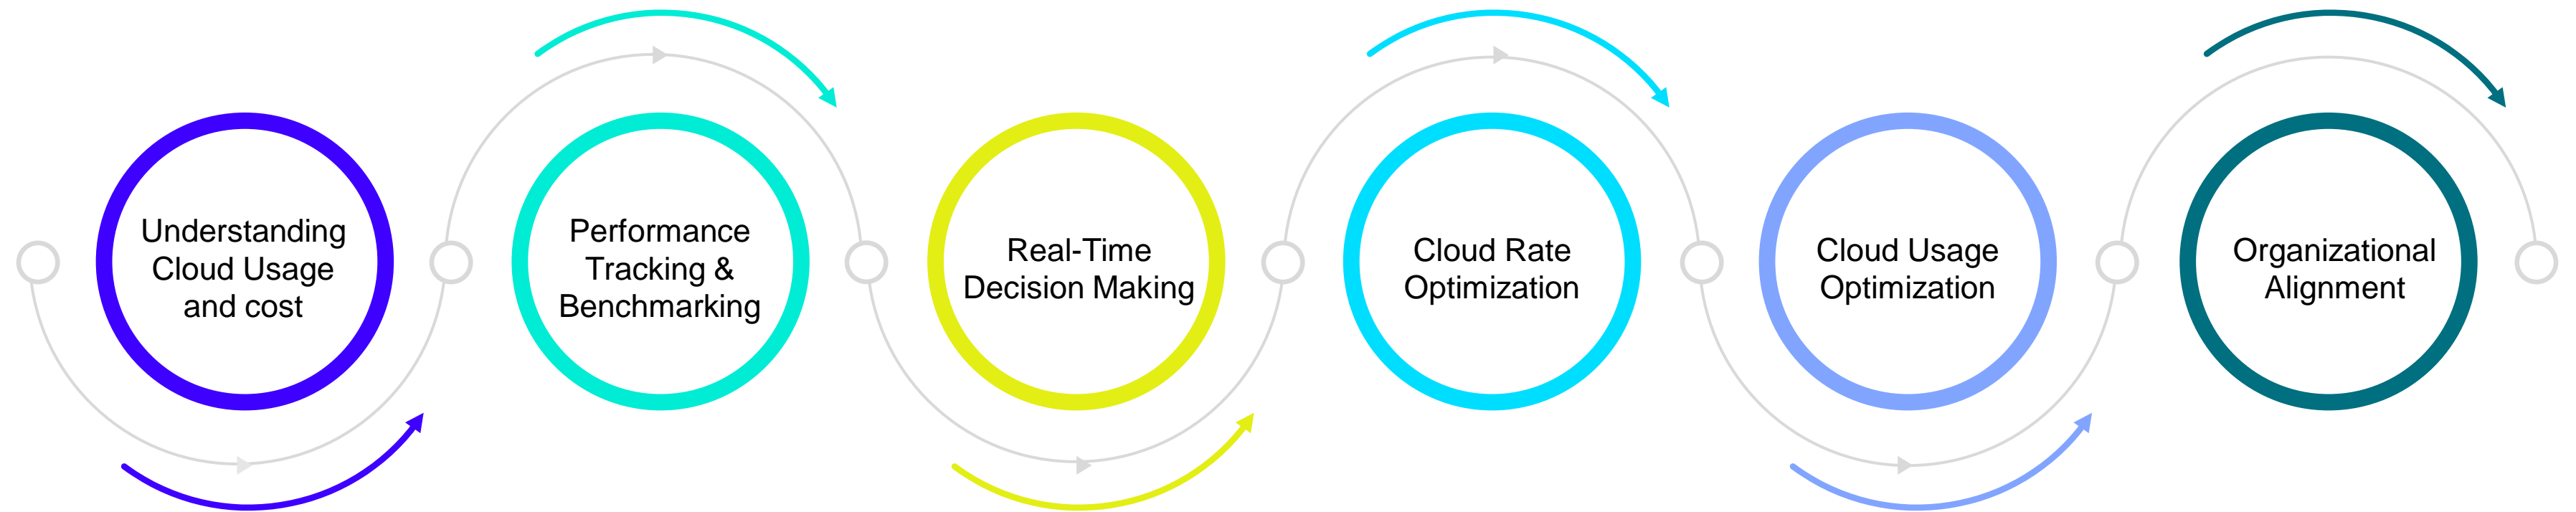 Understanding
Cloud Usage
and cost
Performance
Tracking &
Benchmarking
Real-Time
Decision Making
Cloud Rate
Optimization
Cloud Usage
Optimization
Organizational
Alignment